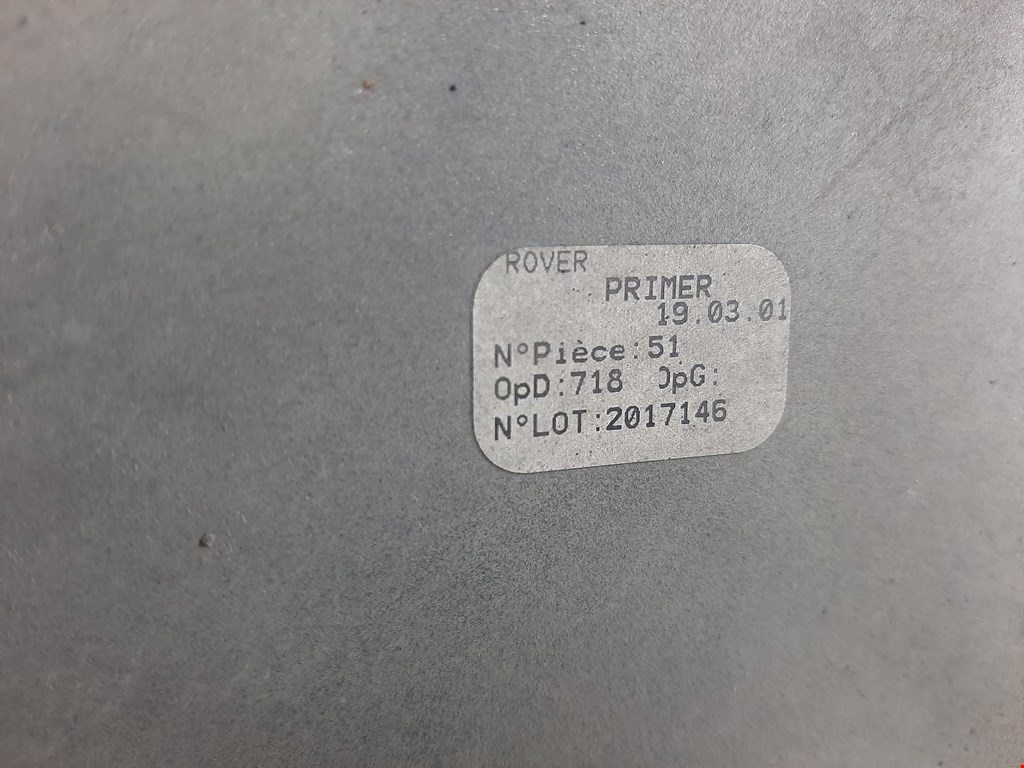 ROVER
PRIMER
19.03.01
N°Pièce:51
OpD:718 OpG:
N°LOT:2017146